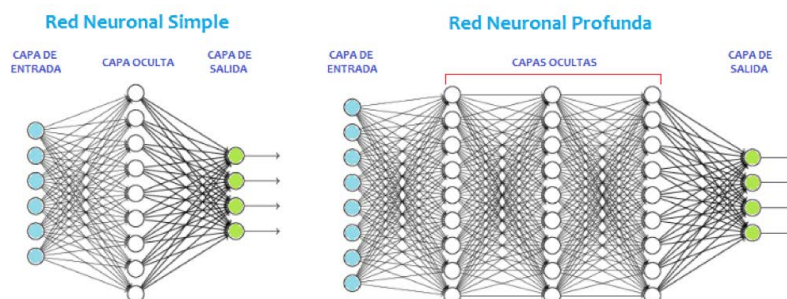 Red Neuronal Simple
CAPA DE
ENTRADA
CAPA OCULTA
CAPA DE
SALIDA
Red Neuronal Profunda
CAPA DE
ENTRADA
CAPAS OCULTAS
CAPA DE
SALIDA